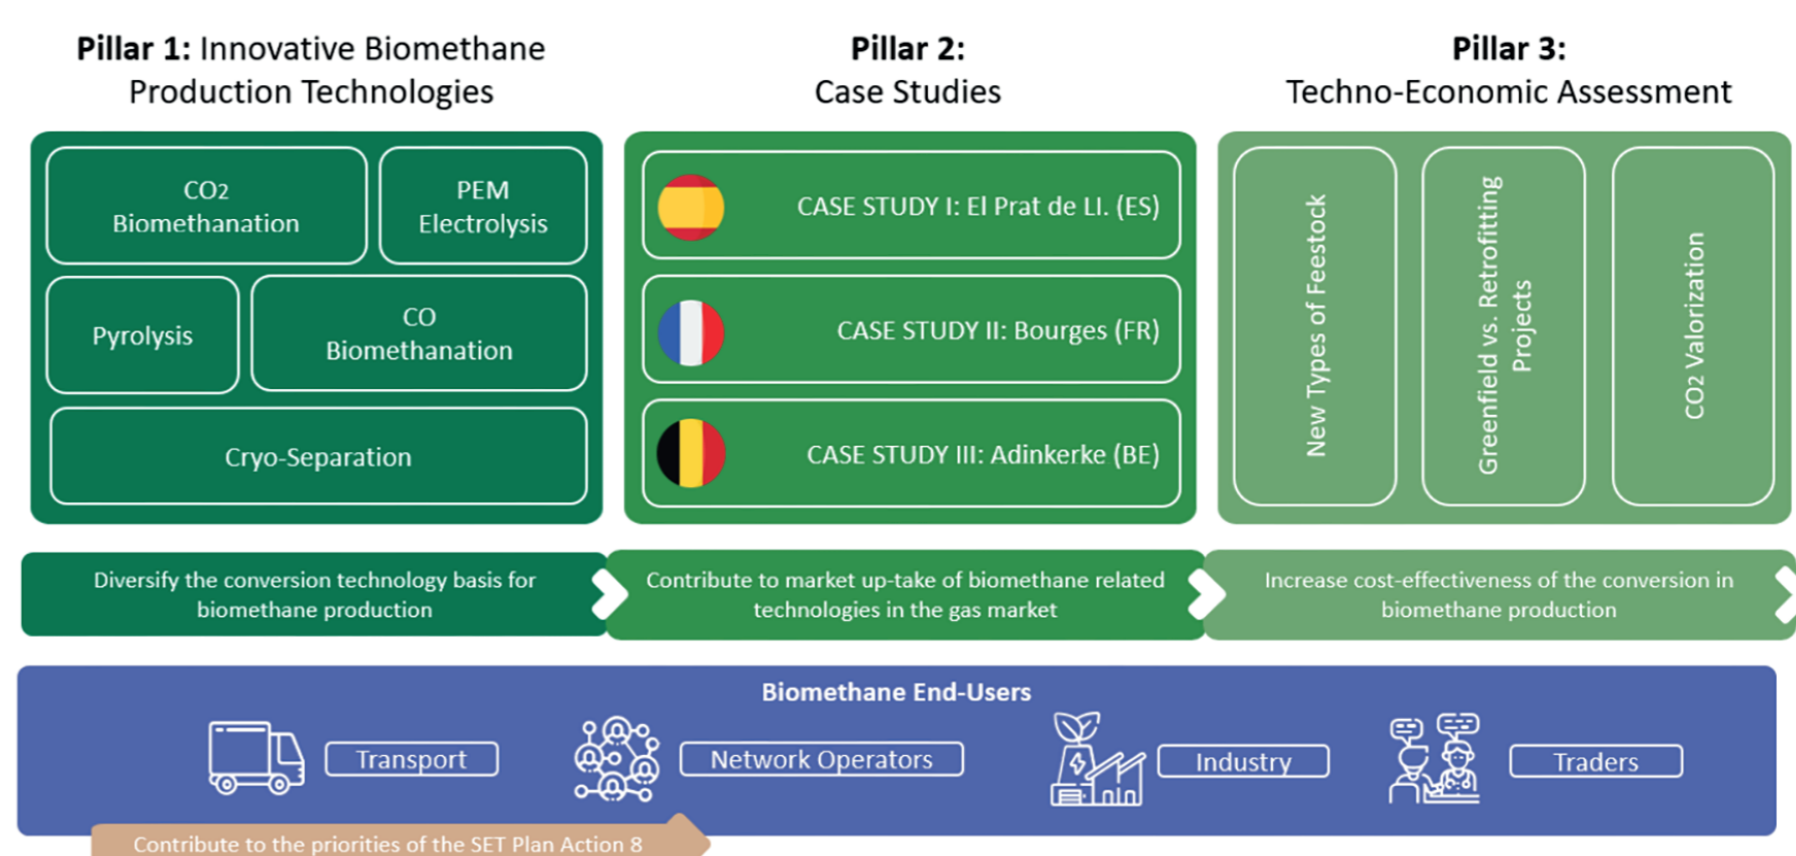 Pillar 1: Innovative Biomethane
Production Technologies
CO2
Biomethanation
PEM
Electrolysis
Pyrolysis
CO
Biomethanation
Cryo-Separation
Pillar 2:
Case Studies
CASE STUDY I: El Prat de Ll. (ES)
CASE STUDY II: Bourges (FR)
CASE STUDY III: Adinkerke (BE)
Pillar 3:
Techno-Economic Assessment
New Types of Feestock
Greenfield vs. Retrofitting
Projects
CO2 Valorization
Diversify the conversion technology basis for
biomethane production
Contribute to market up-take of biomethane related
technologies in the gas market
Increase cost-effectiveness of the conversion in
biomethane production
Biomethane End-Users
Transport
Network Operators
Industry
Traders
Contribute to the priorities of the SET Plan Action 8